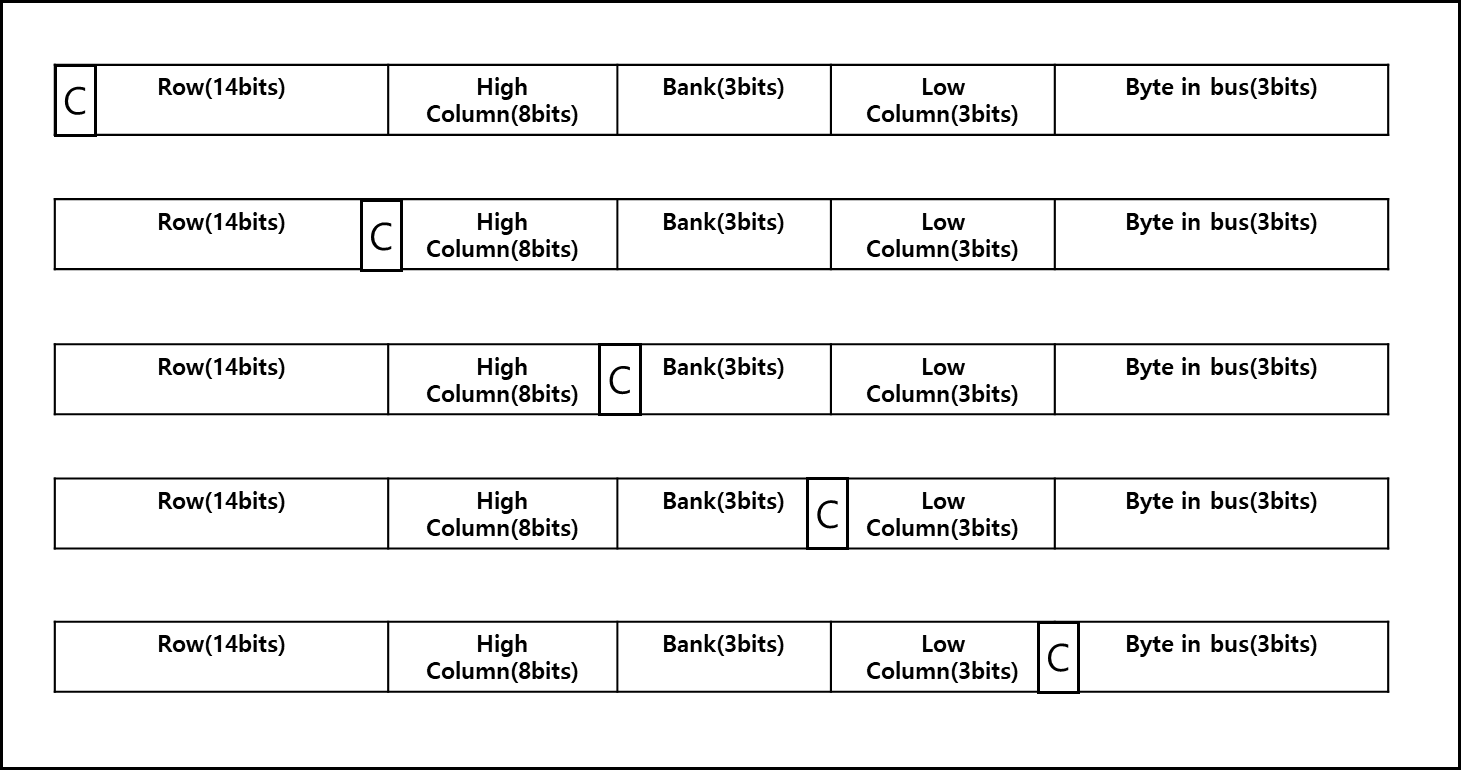 C Row(14bits) High Bank(3bits) Low Byte in bus(3bits)
Column(8bits) Column(3bits)
Row(14bits) C High Bank(3bits) Low Byte in bus(3bits)
Column(8bits) Column(3bits)
Row(14bits) High C Bank(3bits) Low Byte in bus(3bits)
Column(8bits) Column(3bits)
Row(14bits) High Bank(3bits) C Low Byte in bus(3bits)
Column(8bits) Column(3bits)
Row(14bits) High Bank(3bits) Low C Byte in bus(3bits)
Column(8bits) Column(3bits)